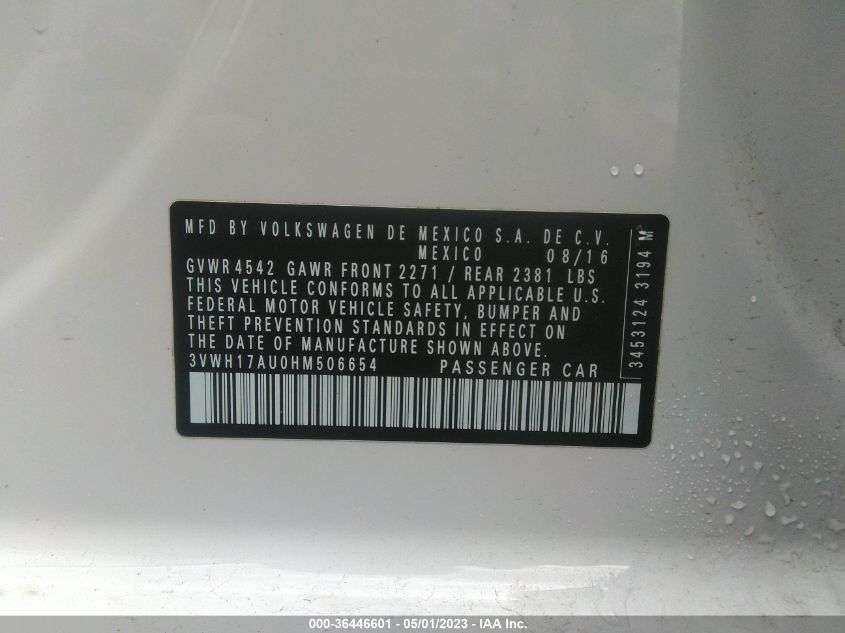 MFD BY VOLKSWAGEN DE MEXICO S.A. DE C.V.
MEXICO 08/16
GVWR 4542 GAWR FRONT 2271 / REAR 2381 LBS
THIS VEHICLE CONFORMS TO ALL APPLICABLE U.S.
FEDERAL MOTOR VEHICLE SAFETY, BUMPER AND
THEFT PREVENTION STANDARDS IN EFFECT ON
THE DATE OF MANUFACTURE SHOWN ABOVE.
3VWH17AU0HM506654 PASSENGER CAR
3453124 3194 M
000-36446601 - 05/01/2023 - IAA Inc.